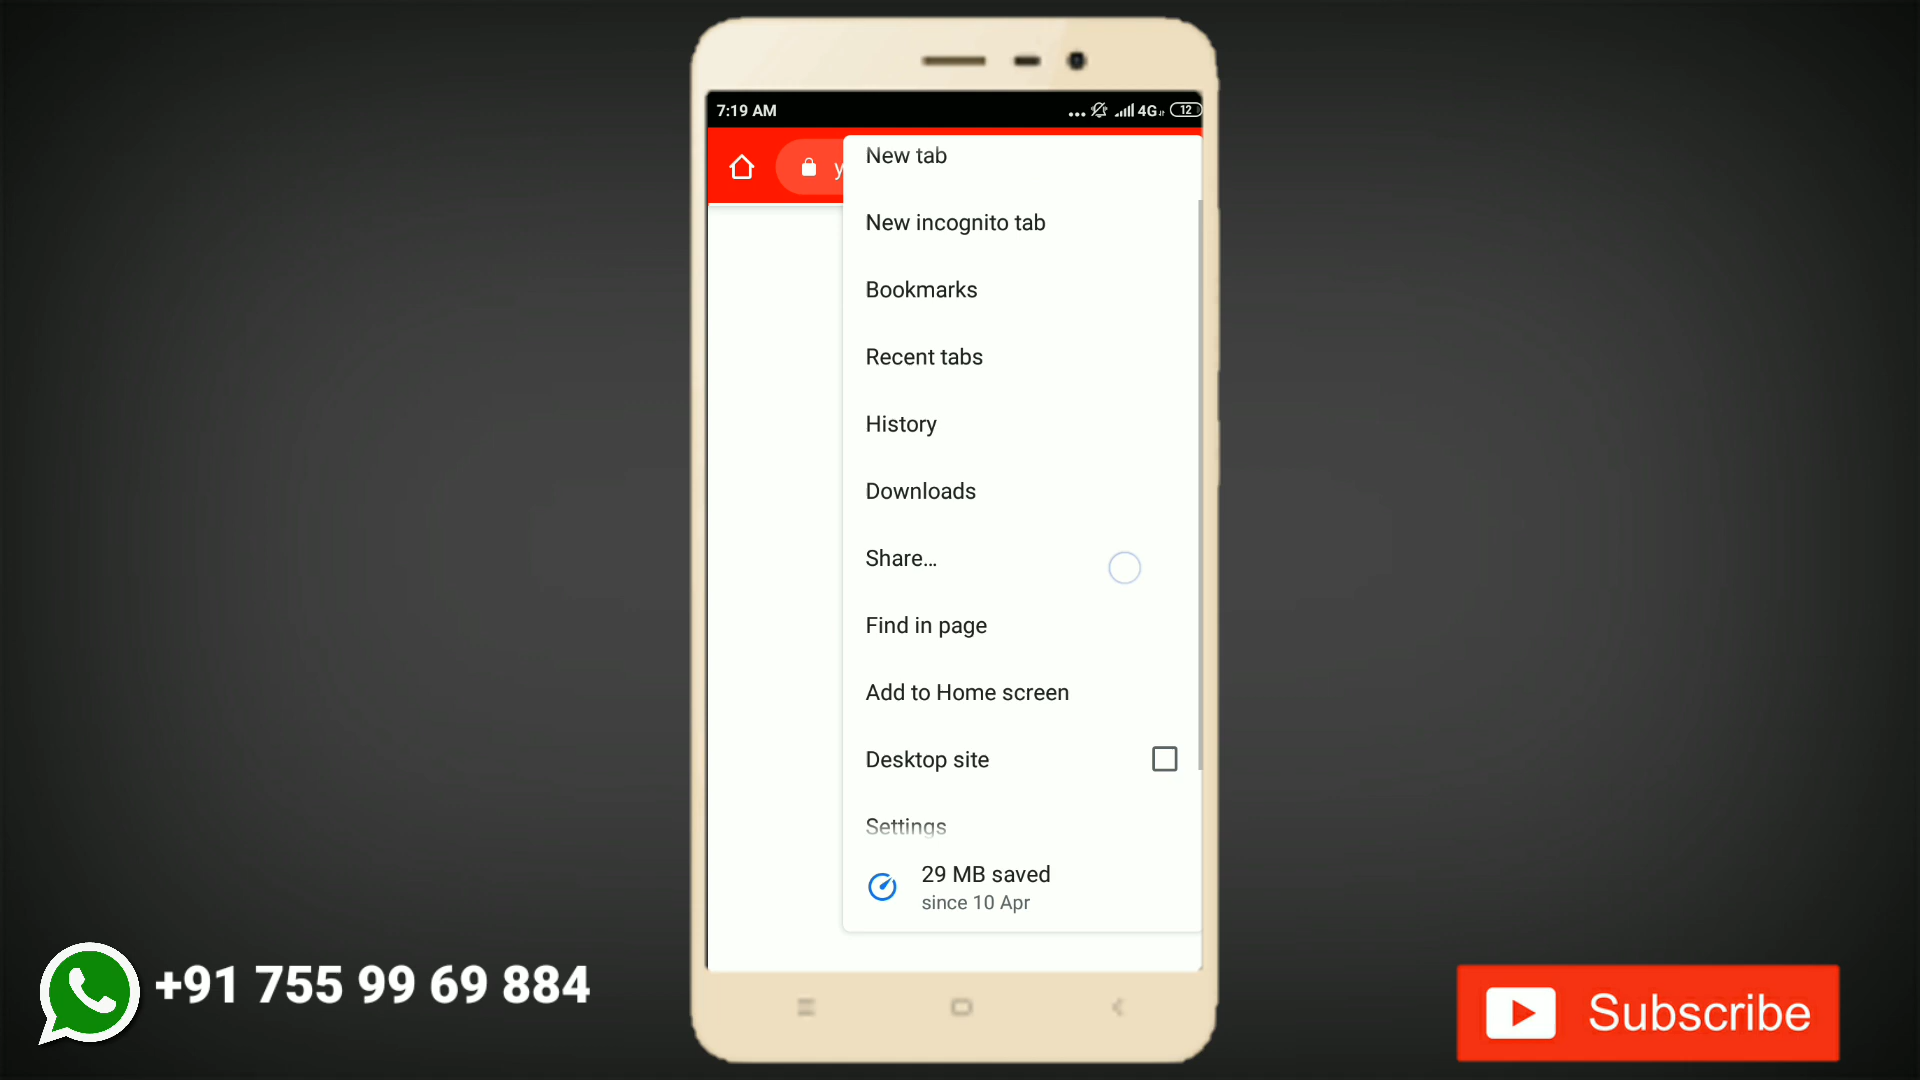 7:19 AM
4G
12
y
New tab
New incognito tab
Bookmarks
Recent tabs
History
Downloads
Share...
Find in page
Add to Home screen
Desktop site
Settings
29 MB saved
since 10 Apr
+91 755 99 69 884
Subscribe